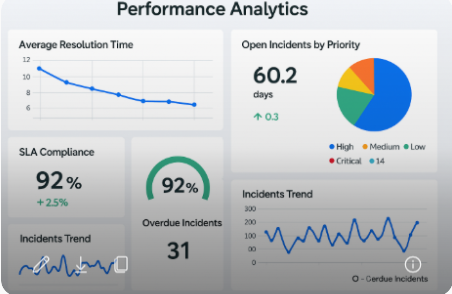 Performance Analytics
Average Resolution Time
12
10
8
6
Open Incidents by Priority
60.2
days
↑ 0.3
High
Medium
Low
Critical
14
SLA Compliance
92 %
+2.5%
92%
Overdue Incidents
31
Incidents Trend
Incidents Trend
300
200
100
00
0
O - Gerdue Incidents